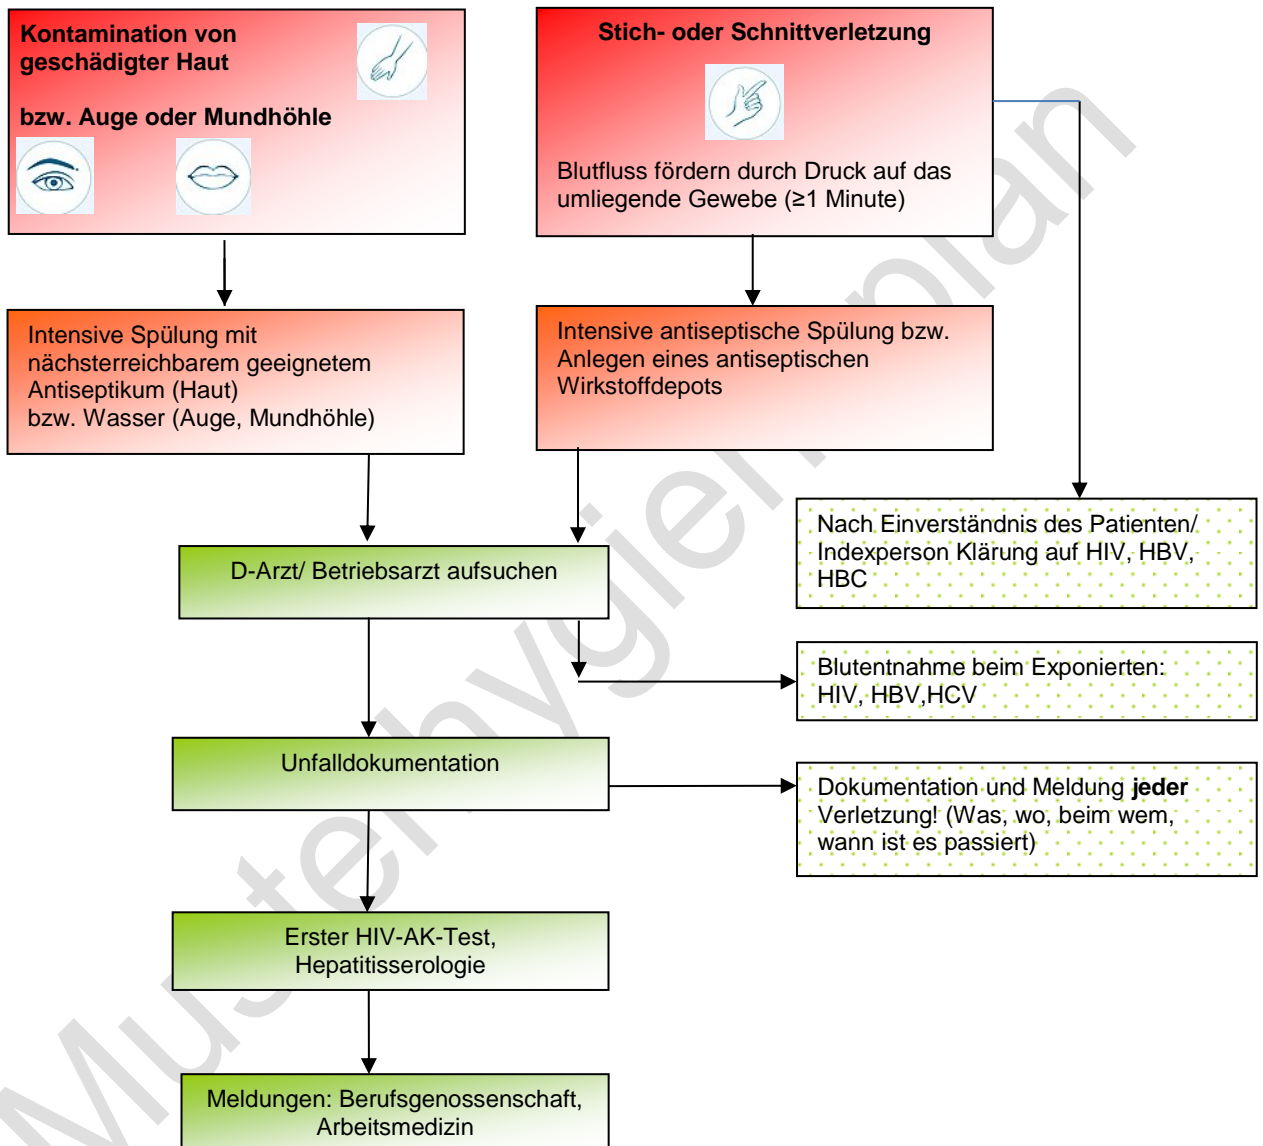 Kontamination von
geschädigter Haut
bzw. Auge oder Mundhöhle
Stich- oder Schnittverletzung
Blutfluss fördern durch Druck auf das
umliegende Gewebe (≥1 Minute)
Intensive Spülung mit
nächsterreichbarem geeignetem
Antiseptikum (Haut)
bzw. Wasser (Auge, Mundhöhle)
Intensive antiseptische Spülung bzw.
Anlegen eines antiseptischen
Wirkstoffdepots
Nach Einverständnis des Patienten/
Indexperson Klärung auf HIV, HBV,
HBC
D-Arzt/ Betriebsarzt aufsuchen
Blutentnahme beim Exponierten:
HIV, HBV,HCV
Unfalldokumentation
Dokumentation und Meldung jeder
Verletzung! (Was, wo, beim wem,
wann ist es passiert)
Erster HIV-AK-Test,
Hepatitisserologie
Meldungen: Berufsgenossenschaft,
Arbeitsmedizin
Musterhygieneplan